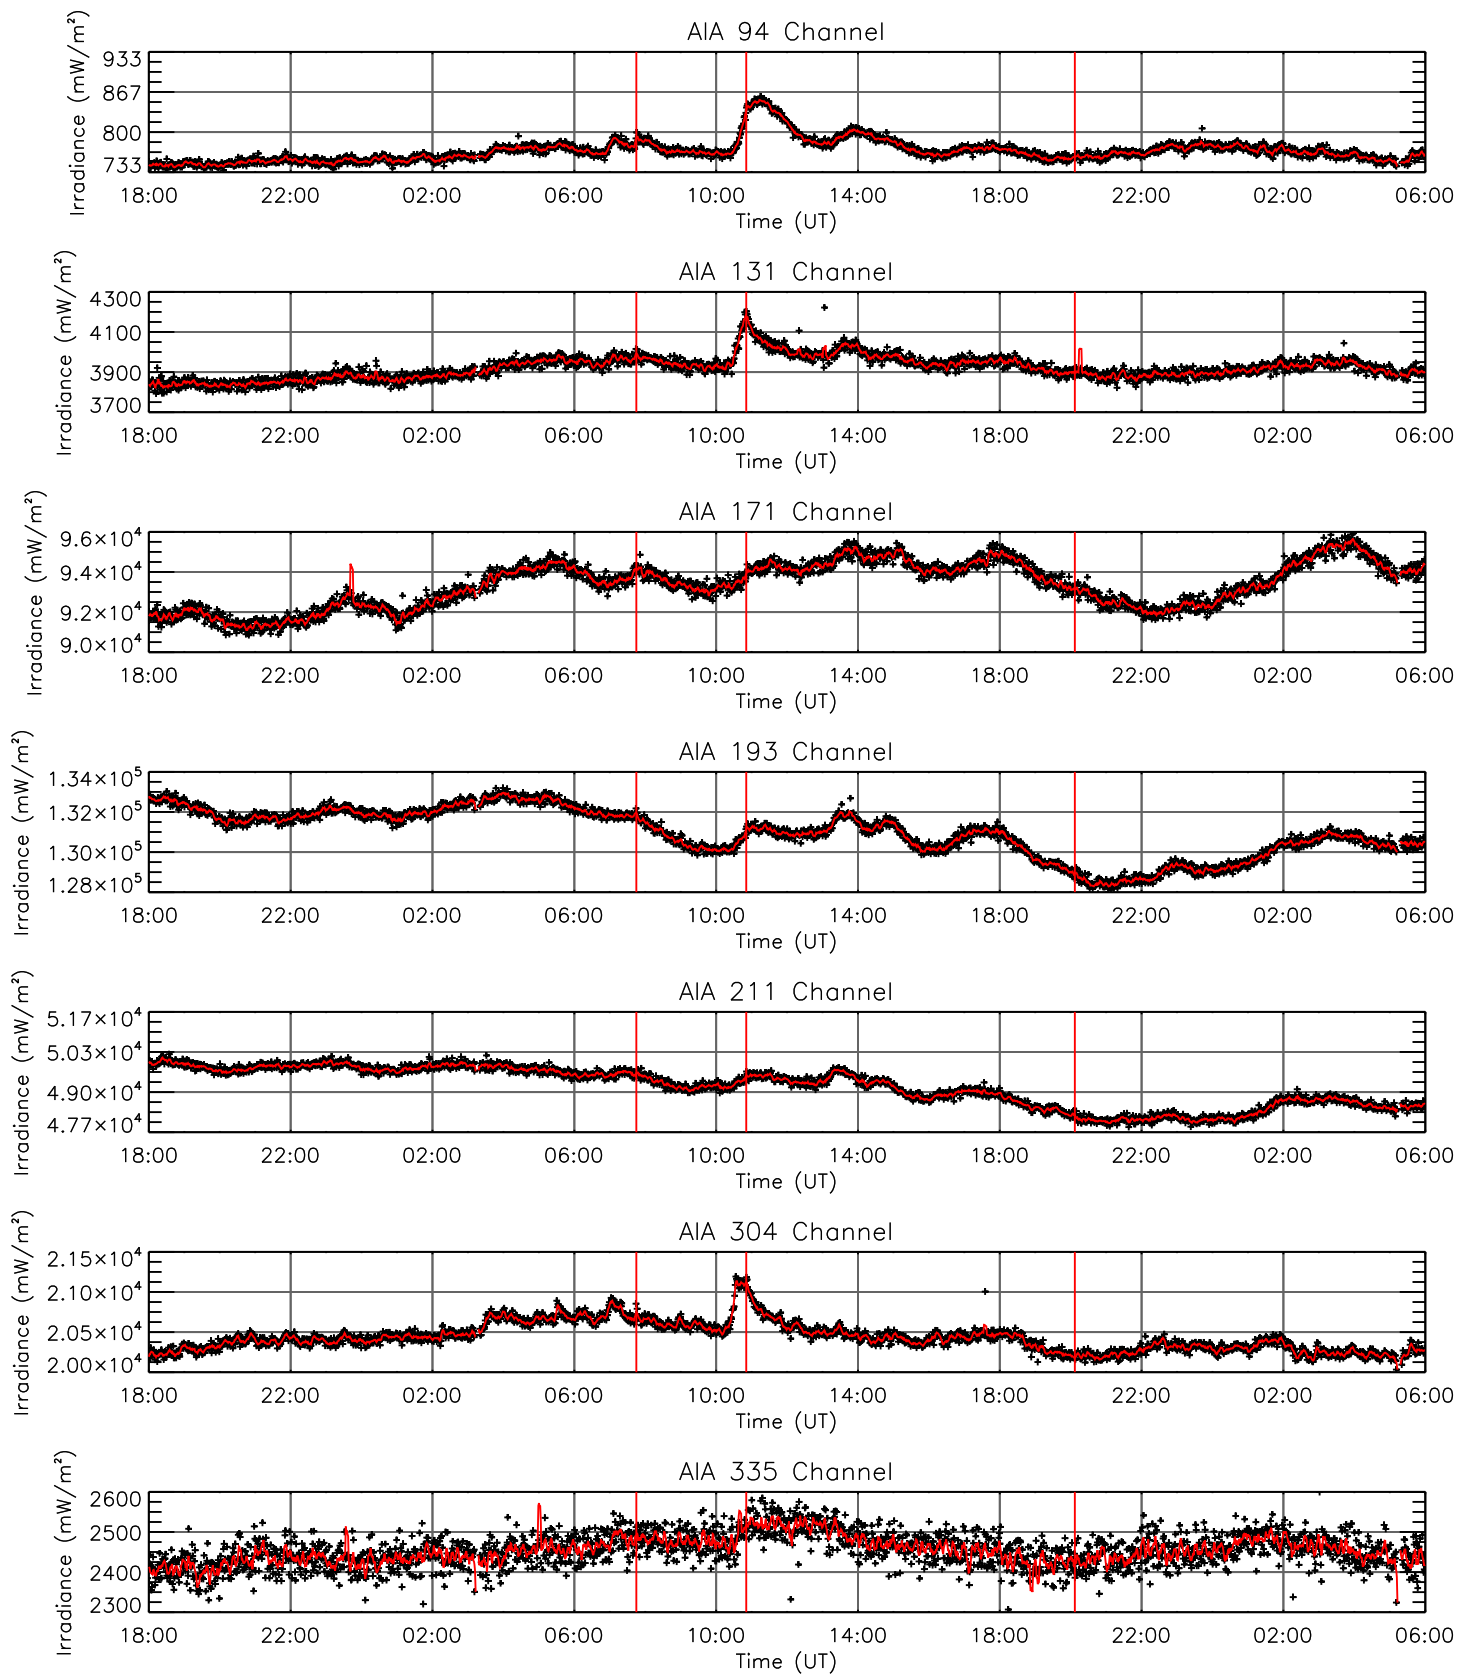 AIA 94 Channel
Irradiance (mW/m²)
933
867
800
733
18:00 22:00 02:00 06:00 10:00 14:00 18:00 22:00 02:00 06:00
Time (UT)
AIA 131 Channel
Irradiance (mW/m²)
4300
4100
3900
3700
18:00 22:00 02:00 06:00 10:00 14:00 18:00 22:00 02:00 06:00
Time (UT)
AIA 171 Channel
Irradiance (mW/m²)
9.6×10⁴
9.4×10⁴
9.2×10⁴
9.0×10⁴
18:00 22:00 02:00 06:00 10:00 14:00 18:00 22:00 02:00 06:00
Time (UT)
AIA 193 Channel
Irradiance (mW/m²)
1.34×10⁵
1.32×10⁵
1.30×10⁵
1.28×10⁵
18:00 22:00 02:00 06:00 10:00 14:00 18:00 22:00 02:00 06:00
Time (UT)
AIA 211 Channel
Irradiance (mW/m²)
5.17×10⁴
5.03×10⁴
4.90×10⁴
4.77×10⁴
18:00 22:00 02:00 06:00 10:00 14:00 18:00 22:00 02:00 06:00
Time (UT)
AIA 304 Channel
Irradiance (mW/m²)
2.15×10⁴
2.10×10⁴
2.05×10⁴
2.00×10⁴
18:00 22:00 02:00 06:00 10:00 14:00 18:00 22:00 02:00 06:00
Time (UT)
AIA 335 Channel
Irradiance (mW/m²)
2600
2500
2400
2300
18:00 22:00 02:00 06:00 10:00 14:00 18:00 22:00 02:00 06:00
Time (UT)